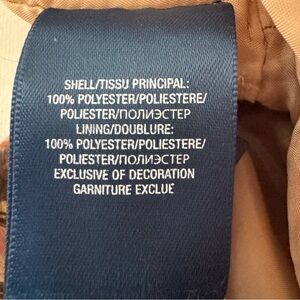 SHELL/TISSU PRINCIPAL:
100% POLYESTER/POLIESTERE/
POLIESTER/ПОЛИЭСТЕР
LINING/DOUBLURE:
100% POLYESTER/POLIESTERE/
POLIESTER/ПОЛИЭСТЕР
EXCLUSIVE OF DECORATION
GARNITURE EXCLUE